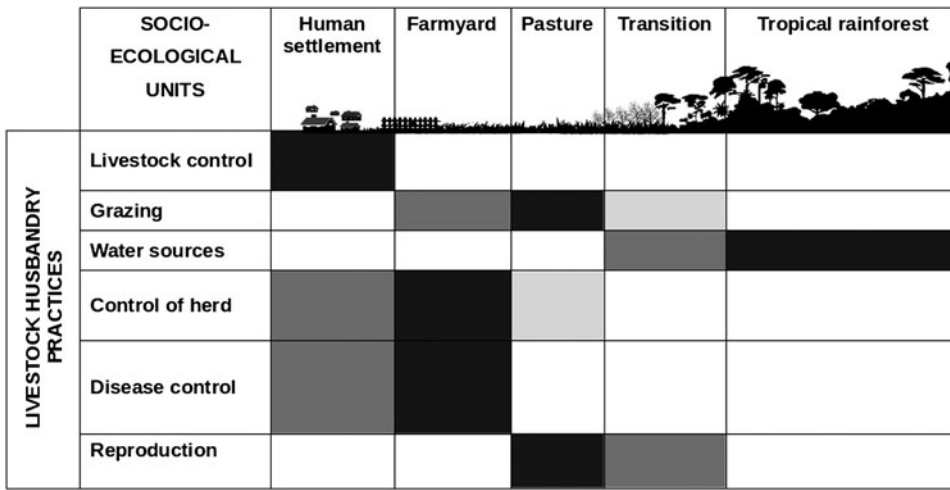 SOCIO-
ECOLOGICAL
UNITS
Human
settlement
Farmyard
Pasture
Transition
Tropical rainforest
LIVESTOCK HUSBANDRY
PRACTICES
Livestock control
Grazing
Water sources
Control of herd
Disease control
Reproduction